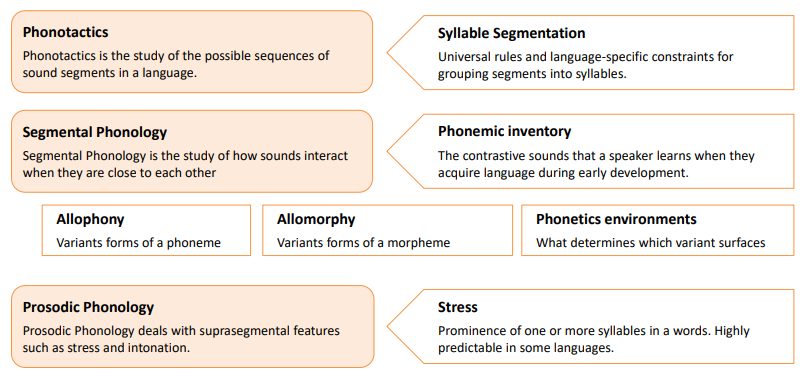 Phonotactics
Phonotactics is the study of the possible sequences of
sound segments in a language.
Syllable Segmentation
Universal rules and language-specific constraints for
grouping segments into syllables.
Segmental Phonology
Segmental Phonology is the study of how sounds interact
when they are close to each other
Phonemic inventory
The contrastive sounds that a speaker learns when they
acquire language during early development.
Allophony
Variants forms of a phoneme
Allomorphy
Variants forms of a morpheme
Phonetics environments
What determines which variant surfaces
Prosodic Phonology
Prosodic Phonology deals with suprasegmental features
such as stress and intonation.
Stress
Prominence of one or more syllables in a words. Highly
predictable in some languages.